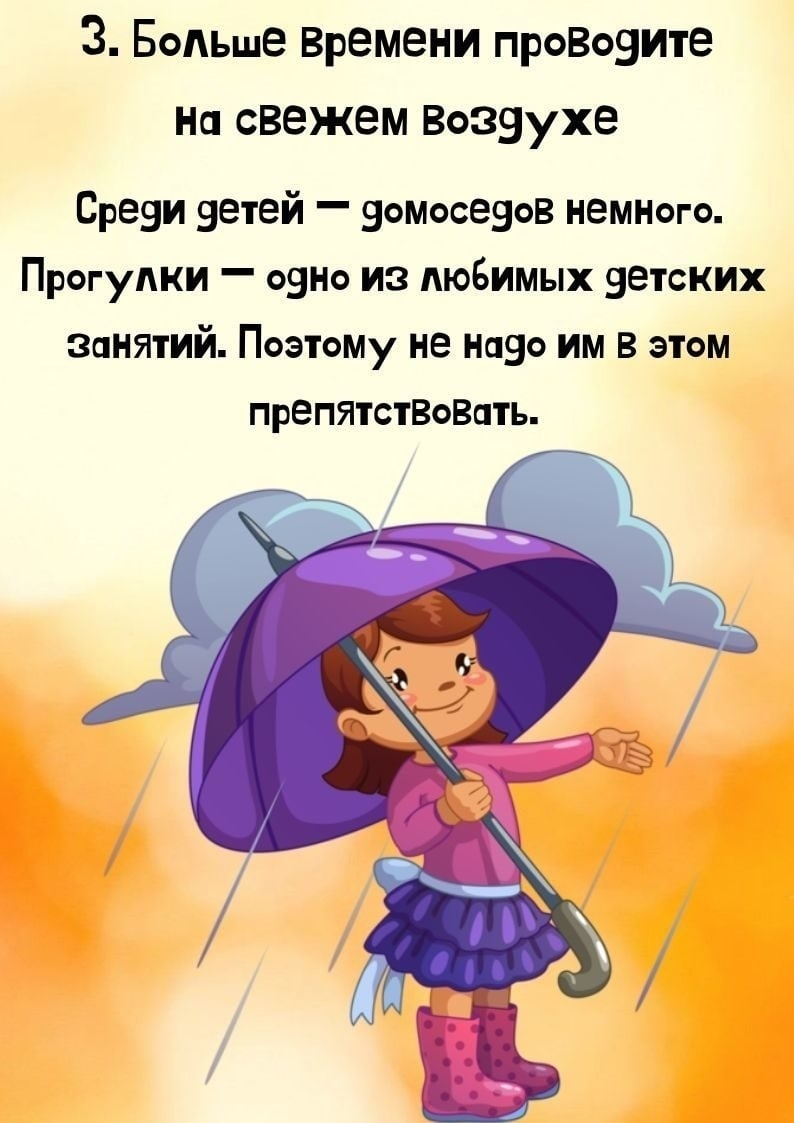 3. Больше времени проводите
на свежем воздухе
Среди детей – домоседов немного.
Прогулки – одно из любимых детских
занятий. Поэтому не надо им в этом
препятствовать.